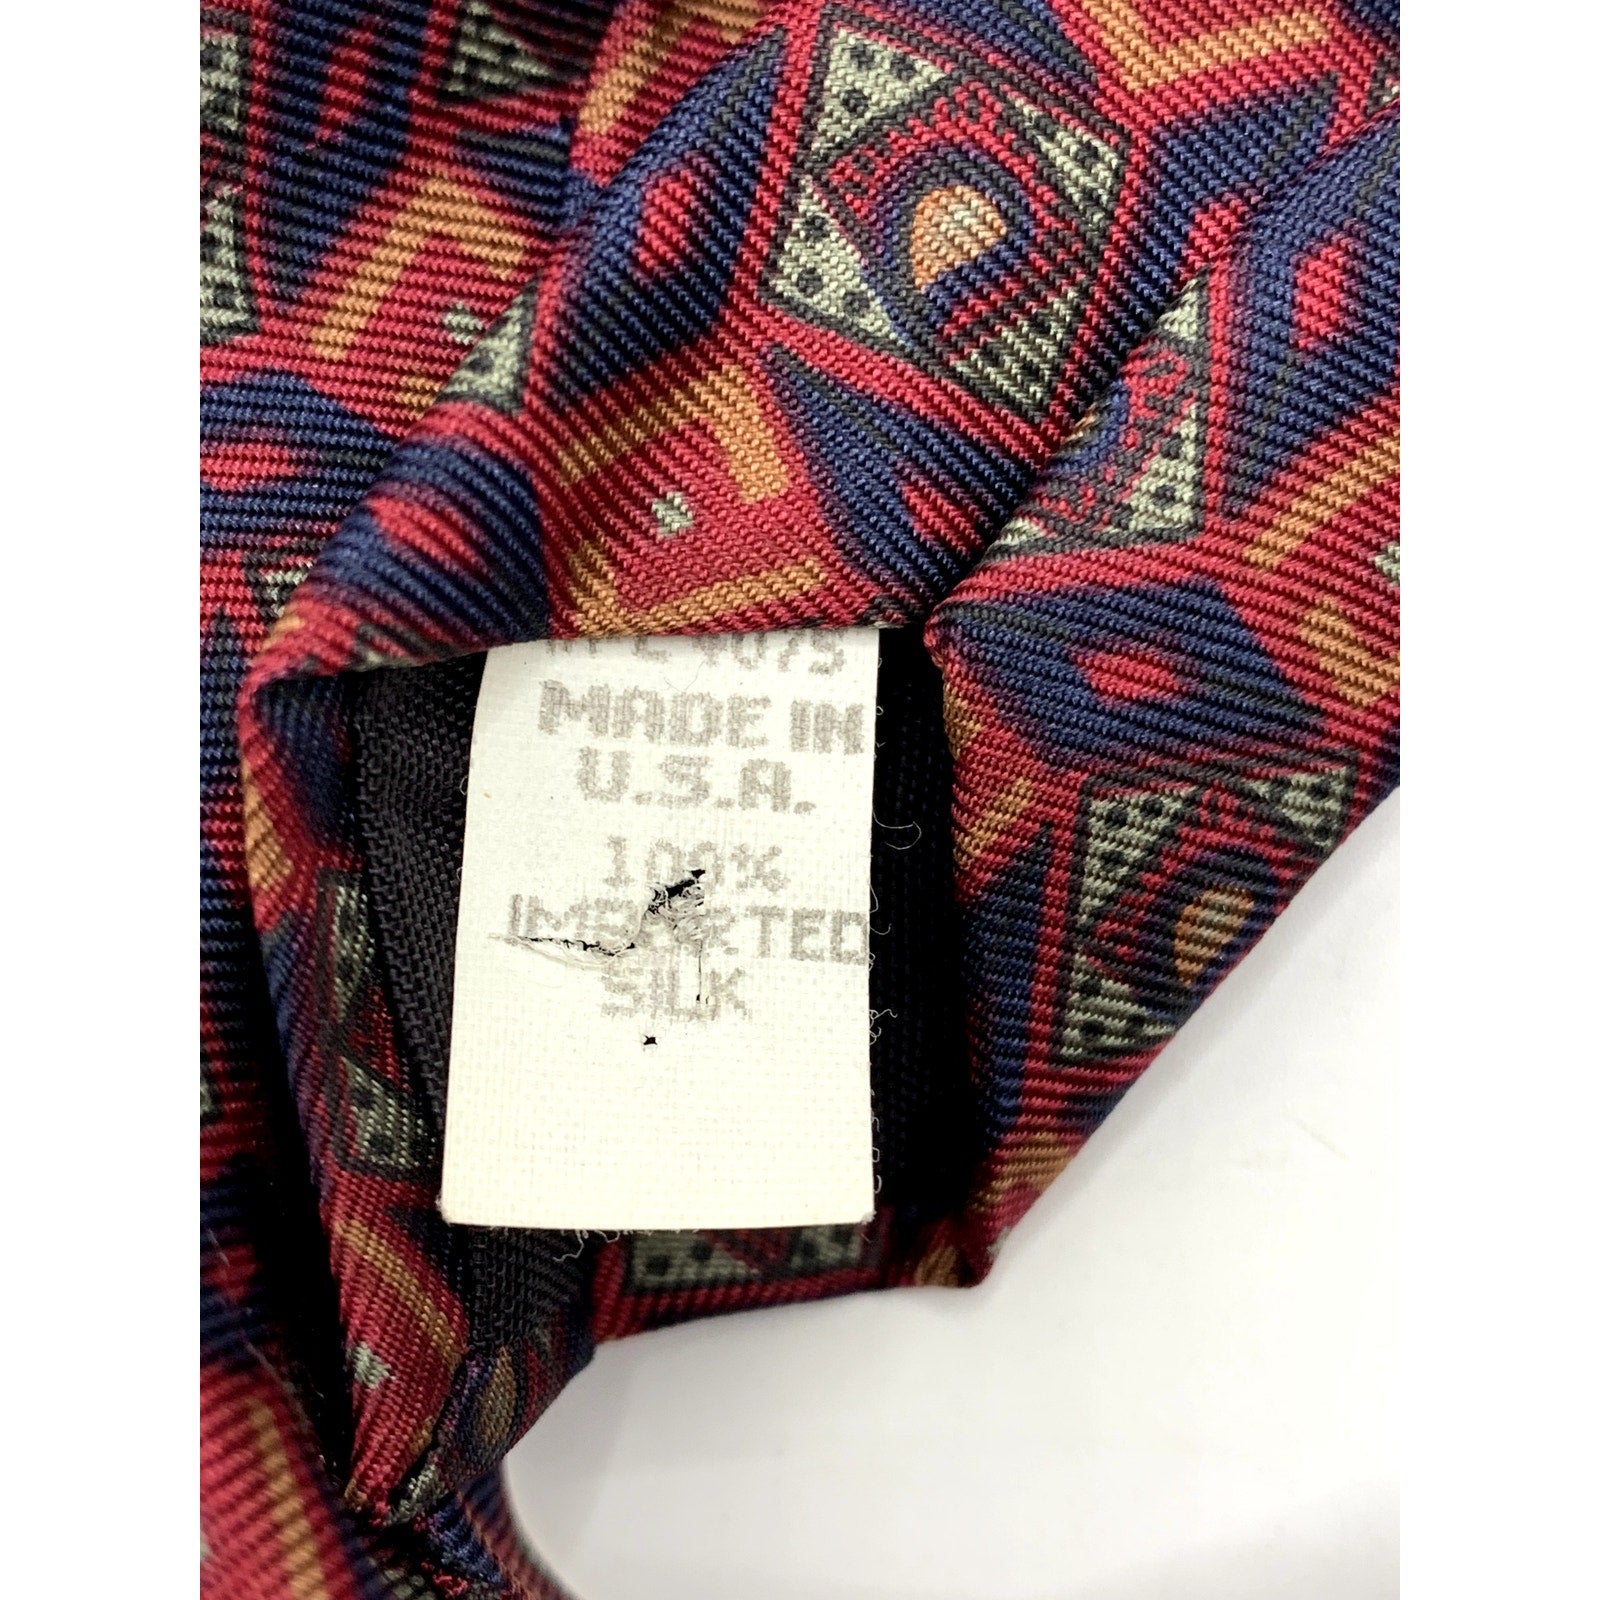 MADE IN
U.S.A.
100%
IMPORTED
SILK